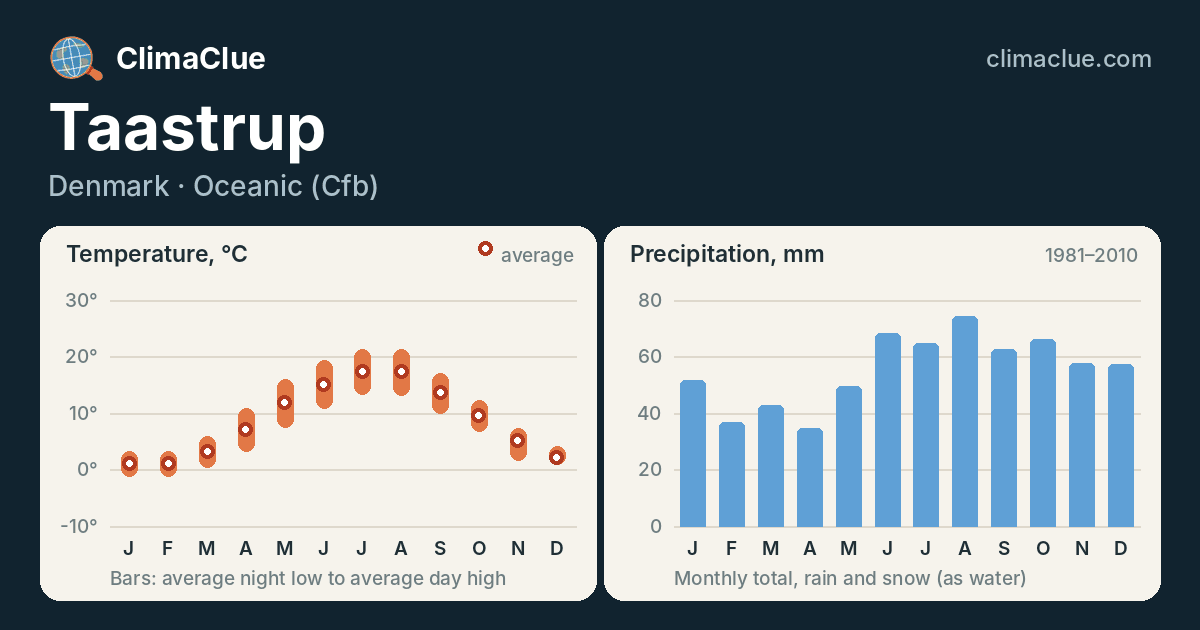 ClimaClue
climaclue.com
Taastrup
Denmark · Oceanic (Cfb)
Temperature, °C
average
30°
20°
10°
0°
-10°
J F M A M J J A S O N D
Bars: average night low to average day high
Precipitation, mm
1981–2010
80
60
40
20
0
J F M A M J J A S O N D
Monthly total, rain and snow (as water)